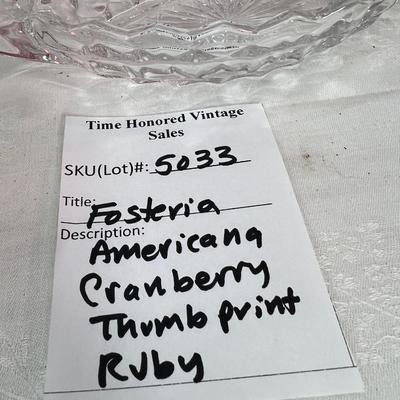 Time Honored Vintage
Sales
SKU(Lot)#: 5033
Title: Fosteria
Description:
Americana
Cranberry
Thumb print
Ruby